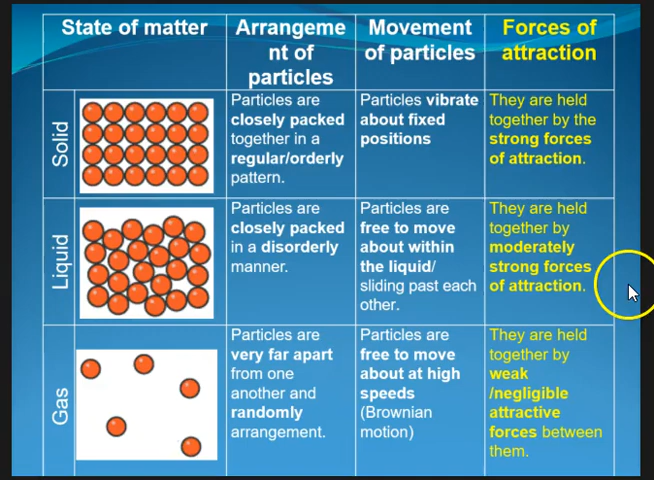 State of matter
Arrangeme
nt of
particles
Movement
of particles
Forces of
attraction
Solid
Particles are
closely packed
together in a
regular/orderly
pattern.
Particles vibrate
about fixed
positions
They are held
together by the
strong forces
of attraction.
Liquid
Particles are
closely packed
in a disorderly
manner.
Particles are
free to move
about within
the liquid/
sliding past each
other.
They are held
together by
moderately
strong forces
of attraction.
Gas
Particles are
very far apart
from one
another and
randomly
arrangement.
Particles are
free to move
about at high
speeds
(Brownian
motion)
They are held
together by
weak
/negligible
attractive
forces between
them.